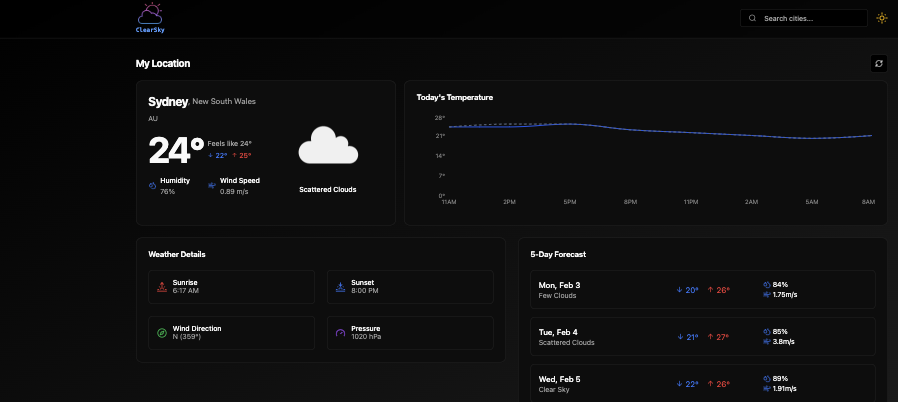 ClearSky
Search cities...
My Location
Sydney, New South Wales
AU
24°
Feels like 24°
↓ 22° ↑ 25°
Humidity
76%
Wind Speed
0.89 m/s
Scattered Clouds
Today's Temperature
28°
21°
14°
7°
0°
11AM 2PM 5PM 8PM 11PM 2AM 5AM 8AM
Weather Details
Sunrise
6:17 AM
Sunset
8:00 PM
Wind Direction
N (359°)
Pressure
1020 hPa
5-Day Forecast
Mon, Feb 3
Few Clouds
↓ 20° ↑ 26°
84%
1.75m/s
Tue, Feb 4
Scattered Clouds
↓ 21° ↑ 27°
85%
3.8m/s
Wed, Feb 5
Clear Sky
↓ 22° ↑ 26°
89%
1.91m/s